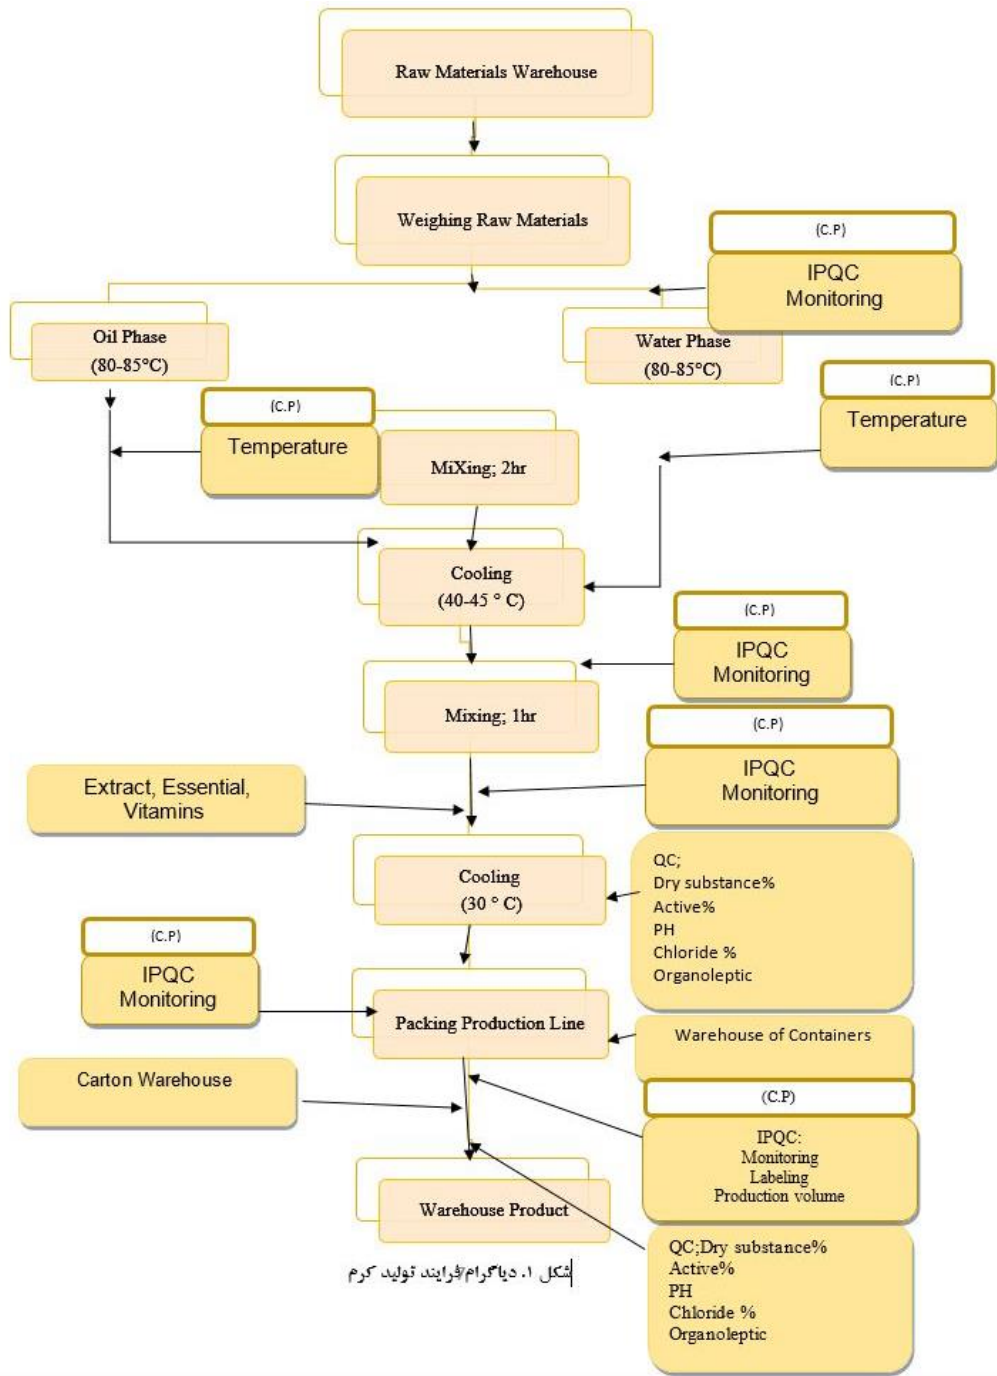 Raw Materials Warehouse
Weighing Raw Materials
(C.P)
IPQC
Monitoring
Oil Phase
(80-85°C)
Water Phase
(80-85°C)
(C.P)
Temperature
(C.P)
Temperature
MiXing; 2hr
Cooling
(40-45 ° C)
(C.P)
IPQC
Monitoring
Mixing; 1hr
(C.P)
IPQC
Monitoring
Extract, Essential,
Vitamins
Cooling
(30 ° C)
QC;
Dry substance%
Active%
PH
Chloride %
Organoleptic
(C.P)
IPQC
Monitoring
Packing Production Line
Warehouse of Containers
Carton Warehouse
(C.P)
IPQC:
Monitoring
Labeling
Production volume
Warehouse Product
QC;Dry substance%
Active%
PH
Chloride %
Organoleptic
شکل ۱. دیاگرام/فرایند تولید کرم